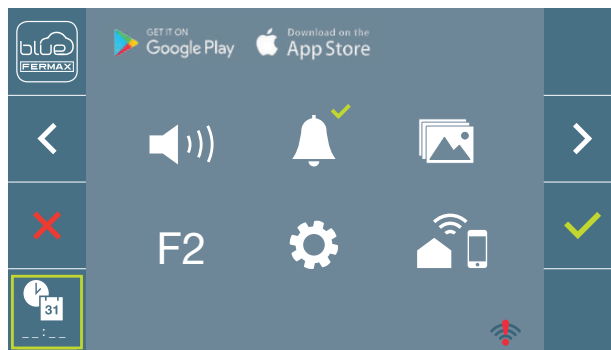 blue
FERMAX
GET IT ON
Google Play
Download on the
App Store
F2
31
_ _ : _ _